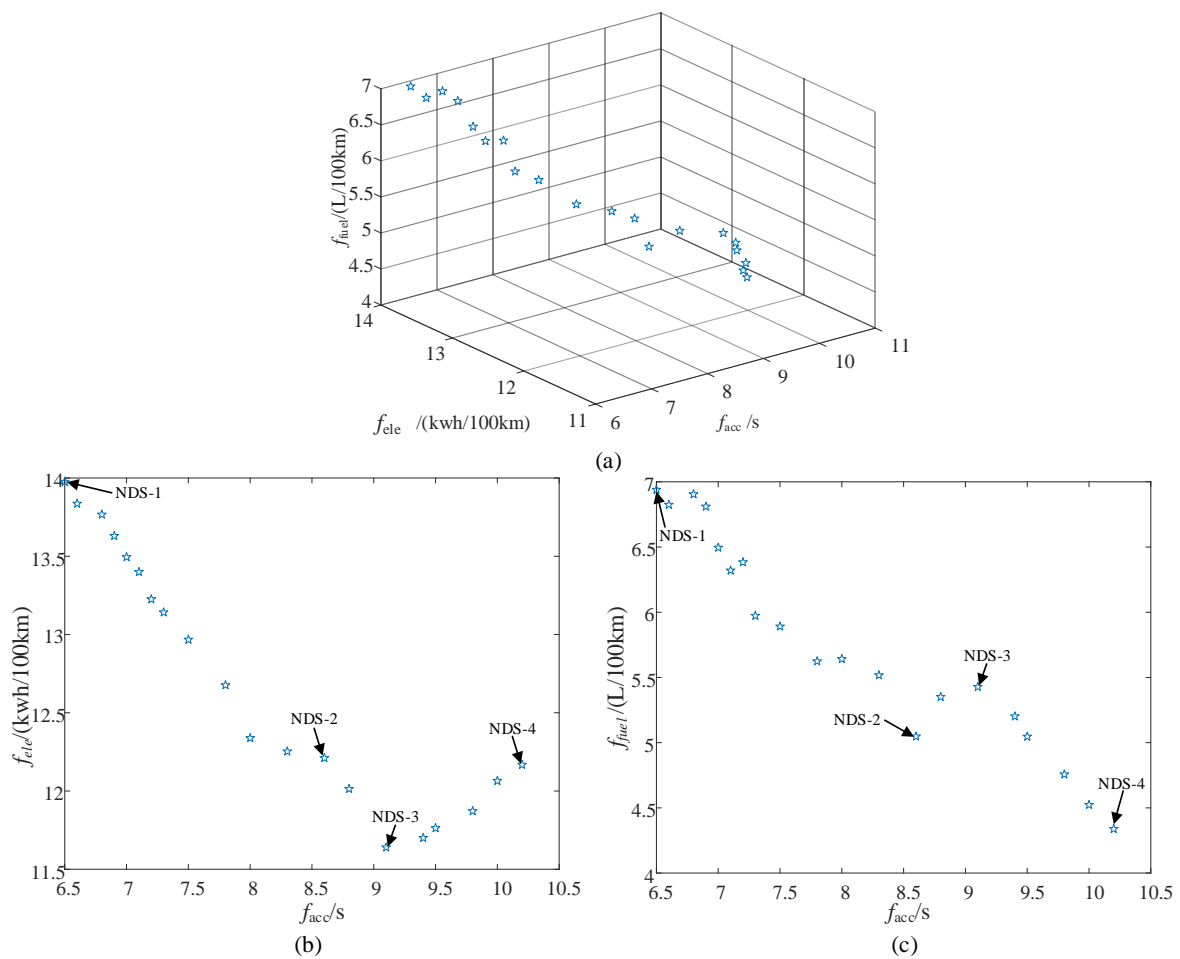 7
6.5
6
5.5
5
4.5
4
f_fuel/(L/100km)
14
13
12
11
f_ele /(kwh/100km)
6
7
8
9
10
11
f_acc /s
(a)
14
13.5
13
12.5
12
11.5
f_ele/(kwh/100km)
NDS-1
NDS-2
NDS-3
NDS-4
6.5 7 7.5 8 8.5 9 9.5 10 10.5
f_acc/s
(b)
7
6.5
6
5.5
5
4.5
4
f_fuel/(L/100km)
NDS-1
NDS-3
NDS-2
NDS-4
6.5 7 7.5 8 8.5 9 9.5 10 10.5
f_acc/s
(c)